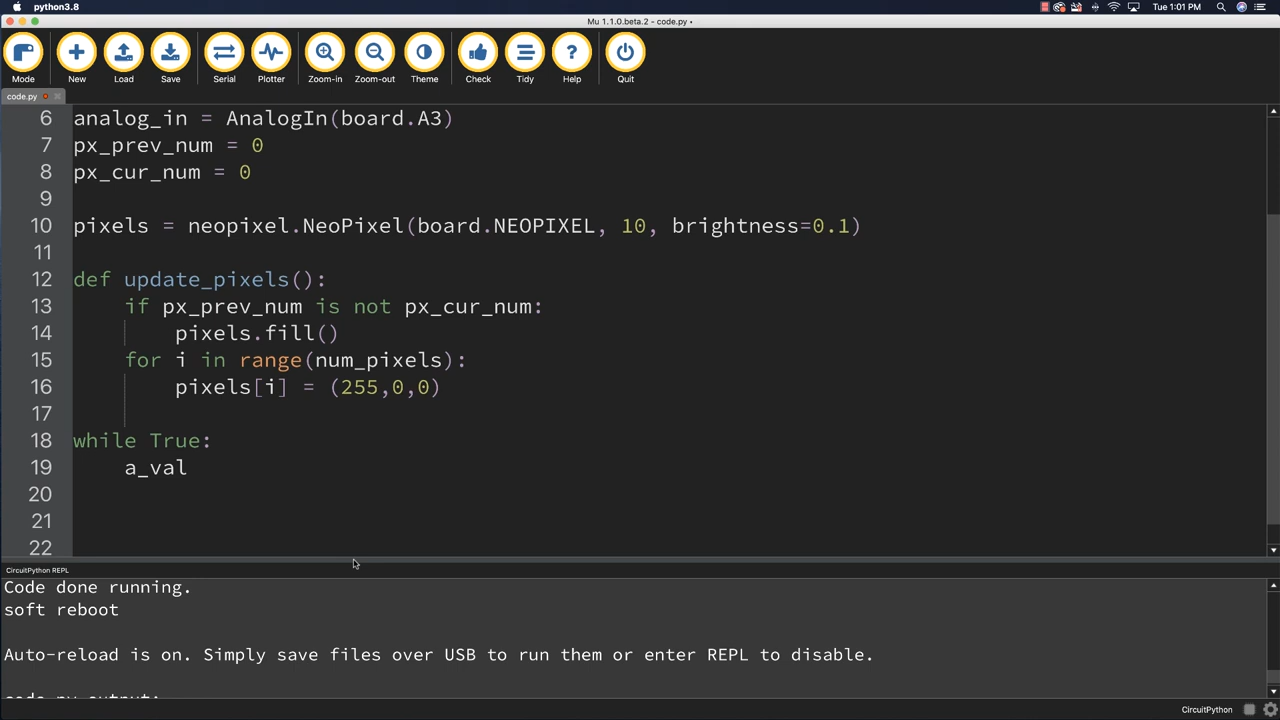 python3.8
Tue 1:01 PM
Mu 1.1.0.beta.2 - code.py •
Mode New Load Save Serial Plotter Zoom-in Zoom-out Theme Check Tidy Help Quit
code.py
6 analog_in = AnalogIn(board.A3)
7 px_prev_num = 0
8 px_cur_num = 0
9
10 pixels = neopixel.NeoPixel(board.NEOPIXEL, 10, brightness=0.1)
11
12 def update_pixels():
13 if px_prev_num is not px_cur_num:
14 pixels.fill()
15 for i in range(num_pixels):
16 pixels[i] = (255,0,0)
17
18 while True:
19 a_val
20
21
22
CircuitPython REPL
Code done running.
soft reboot
Auto-reload is on. Simply save files over USB to run them or enter REPL to disable.
code.py output:
CircuitPython